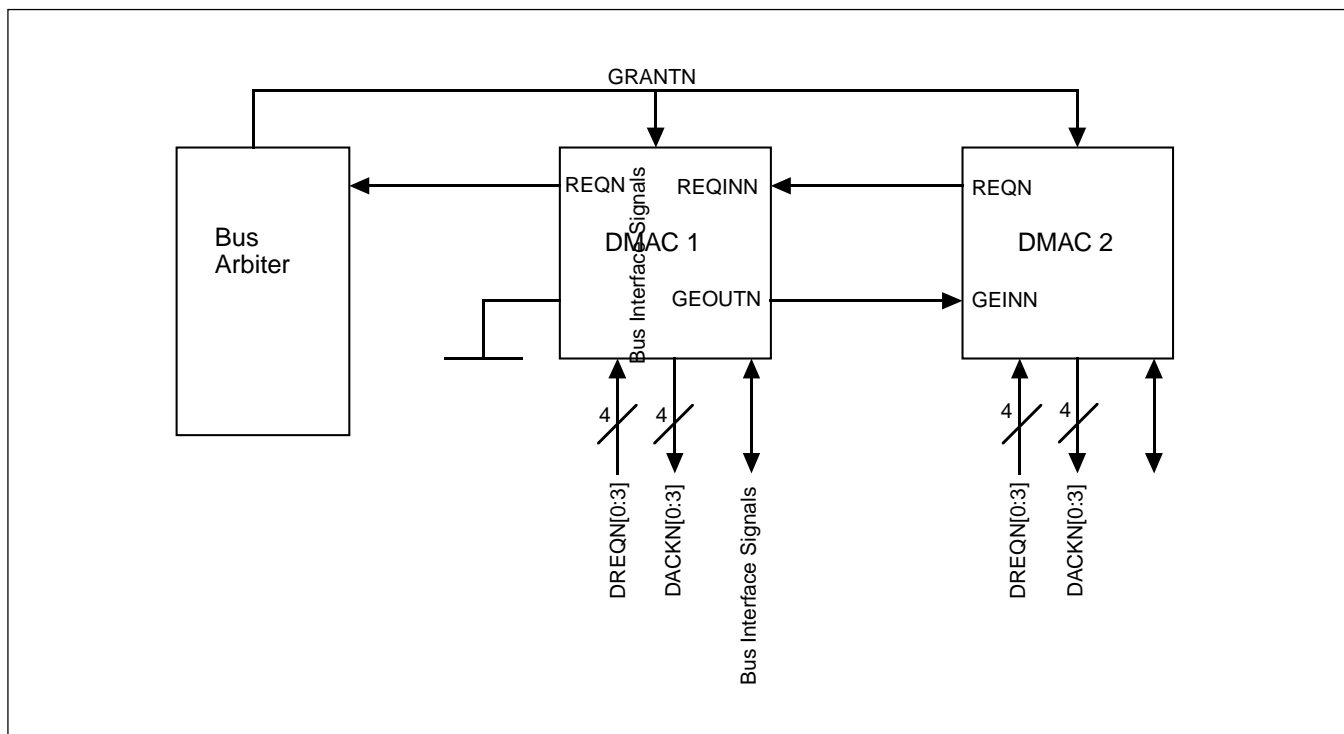 GRANTN
Bus
Arbiter
REQN
REQINN
REQN
Bus Interface Signals
DMAC 1
DMAC 2
GEOUTN
GEINN
4
4
4
4
DREQN[0:3]
DACKN[0:3]
Bus Interface Signals
DREQN[0:3]
DACKN[0:3]